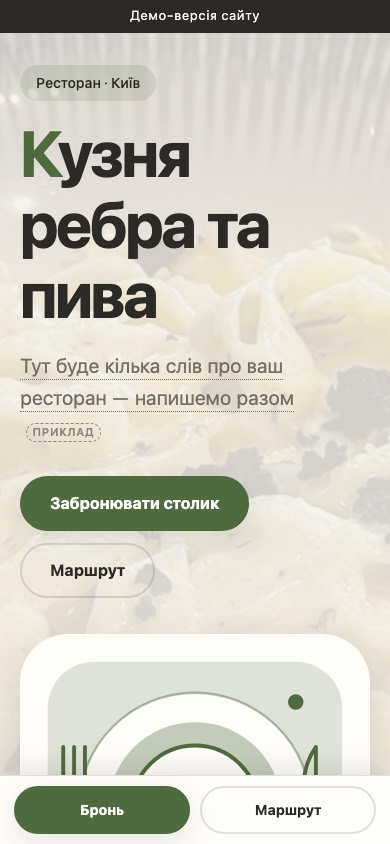 Демо-версія сайту
Ресторан · Київ
Кузня
ребра та
пива
Тут буде кілька слів про ваш
ресторан — напишемо разом
ПРИКЛАД
Забронювати столик
Маршрут
Бронь
Маршрут